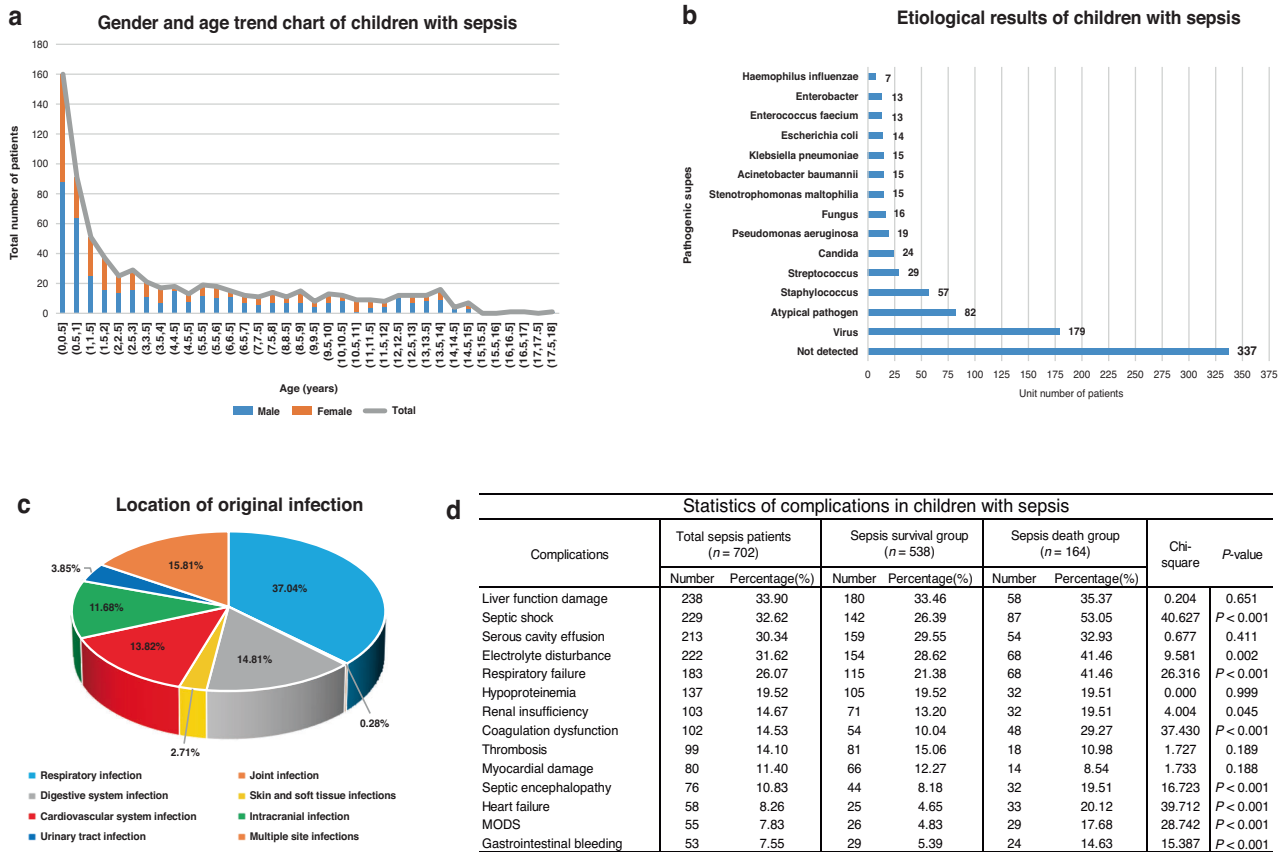 a
Gender and age trend chart of children with sepsis
Total number of patients
180
160
140
120
100
80
60
40
20
0
(0,0.5]
(0.5,1]
(1,1.5]
(1.5,2]
(2,2.5]
(2.5,3]
(3,3.5]
(3.5,4]
(4,4.5]
(4.5,5]
(5,5.5]
(5.5,6]
(6,6.5]
(6.5,7]
(7,7.5]
(7.5,8]
(8,8.5]
(8.5,9]
(9,9.5]
(9.5,10]
(10,10.5]
(10.5,11]
(11,11.5]
(11.5,12]
(12,12.5]
(12.5,13]
(13,13.5]
(13.5,14]
(14,14.5]
(14.5,15]
(15,15.5]
(15.5,16]
(16,16.5]
(16.5,17]
(17,17.5]
(17.5,18]
Age (years)
Male Female Total
b
Etiological results of children with sepsis
Pathogenic supes
Haemophilus influenzae 7
Enterobacter 13
Enterococcus faecium 13
Escherichia coli 14
Klebsiella pneumoniae 15
Acinetobacter baumannii 15
Stenotrophomonas maltophilia 15
Fungus 16
Pseudomonas aeruginosa 19
Candida 24
Streptococcus 29
Staphylococcus 57
Atypical pathogen 82
Virus 179
Not detected 337
0 25 50 75 100 125 150 175 200 225 250 275 300 325 350 375
Unit number of patients
c
Location of original infection
37.04%
0.28%
14.81%
2.71%
13.82%
11.68%
3.85%
15.81%
Respiratory infection Joint infection
Digestive system infection Skin and soft tissue infections
Cardiovascular system infection Intracranial infection
Urinary tract infection Multiple site infections
d
Statistics of complications in children with sepsis
Complications Total sepsis patients (n = 702) Sepsis survival group (n = 538) Sepsis death group (n = 164) Chi-square P-value
Number Percentage(%) Number Percentage(%) Number Percentage(%)
Liver function damage 238 33.90 180 33.46 58 35.37 0.204 0.651
Septic shock 229 32.62 142 26.39 87 53.05 40.627 P < 0.001
Serous cavity effusion 213 30.34 159 29.55 54 32.93 0.677 0.411
Electrolyte disturbance 222 31.62 154 28.62 68 41.46 9.581 0.002
Respiratory failure 183 26.07 115 21.38 68 41.46 26.316 P < 0.001
Hypoproteinemia 137 19.52 105 19.52 32 19.51 0.000 0.999
Renal insufficiency 103 14.67 71 13.20 32 19.51 4.004 0.045
Coagulation dysfunction 102 14.53 54 10.04 48 29.27 37.430 P < 0.001
Thrombosis 99 14.10 81 15.06 18 10.98 1.727 0.189
Myocardial damage 80 11.40 66 12.27 14 8.54 1.733 0.188
Septic encephalopathy 76 10.83 44 8.18 32 19.51 16.723 P < 0.001
Heart failure 58 8.26 25 4.65 33 20.12 39.712 P < 0.001
MODS 55 7.83 26 4.83 29 17.68 28.742 P < 0.001
Gastrointestinal bleeding 53 7.55 29 5.39 24 14.63 15.387 P < 0.001